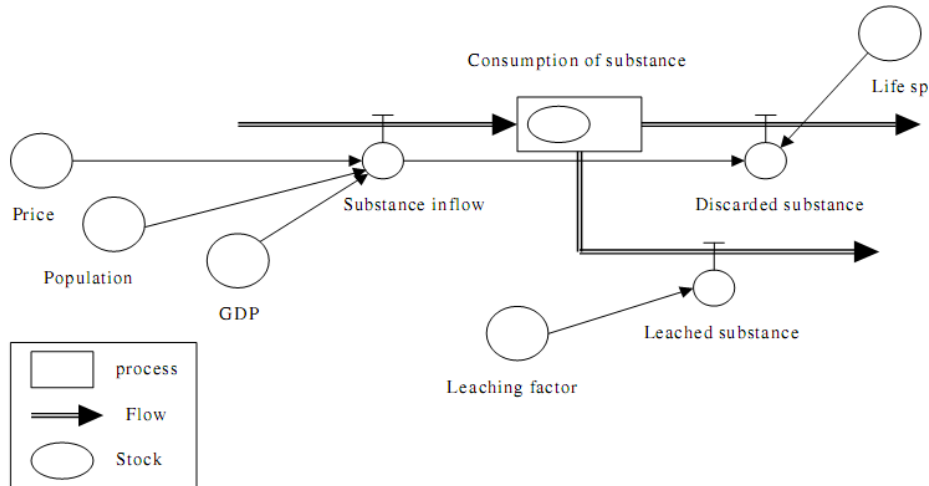 Consumption of substance
Life sp
Price
Substance inflow
Discarded substance
Population
GDP
Leached substance
Leaching factor
process
Flow
Stock